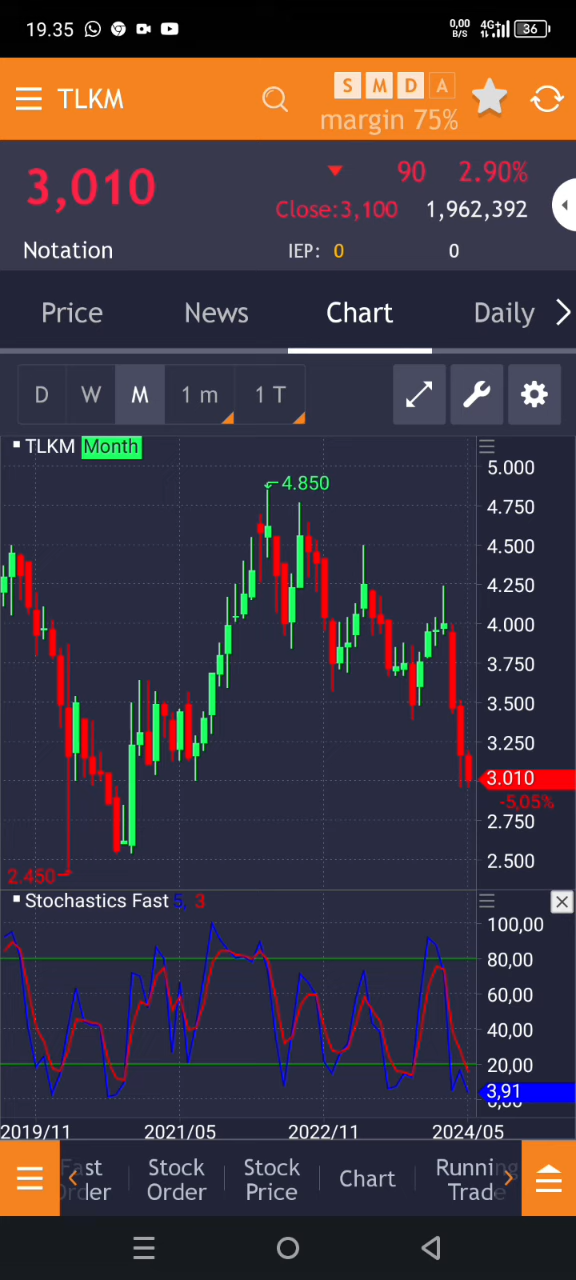 19.35
0,00 B/S 4G+ 36
TLKM
S M D A
margin 75%
3,010
90 2.90%
Close:3,100 1,962,392
Notation IEP: 0 0
Price News Chart Daily
D W M 1 m 1 T
TLKM Month
5.000
4.850
4.750
4.500
4.250
4.000
3.750
3.500
3.250
3.010
-5,05%
2.750
2.500
2.450
Stochastics Fast 5, 3
100,00
80,00
60,00
40,00
20,00
3,91
0,00
2019/11 2021/05 2022/11 2024/05
Fast Order
Stock Order
Stock Price
Chart
Running Trade